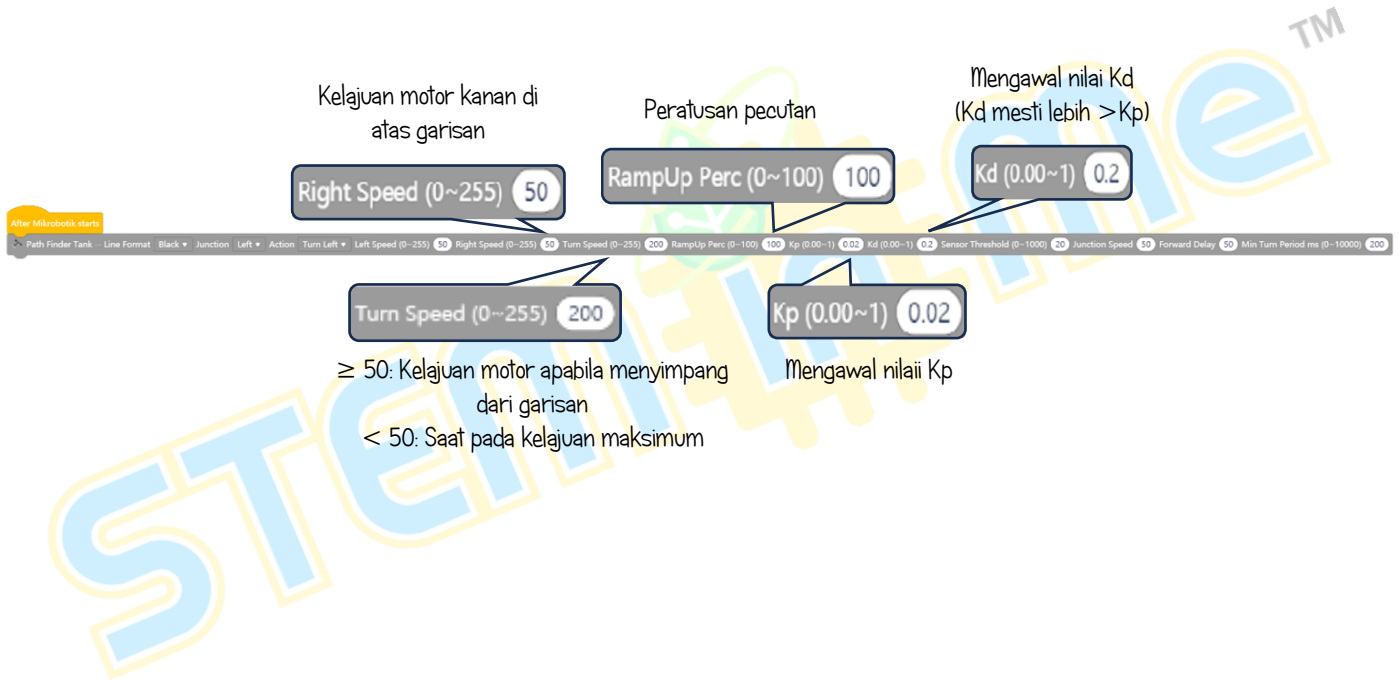 TM
Kelajuan motor kanan di
atas garisan
Peratusan pecutan
Mengawal nilai Kd
(Kd mesti lebih >Kp)
Right Speed (0~255) 50
RampUp Perc (0~100) 100
Kd (0.00~1) 0.2
After Mikrobotik starts
Path Finder Tank -- Line Format Black Junction Left Action Turn Left Left Speed (0~255) 50 Right Speed (0~255) 50 Turn Speed (0~255) 200 RampUp Perc (0~100) 100 Kp (0.00~1) 0.02 Kd (0.00~1) 0.2 Sensor Threshold (0~1000) 20 Junction Speed 50 Forward Delay 50 Min Turn Period ms (0~10000) 200
Turn Speed (0~255) 200
Kp (0.00~1) 0.02
≥ 50: Kelajuan motor apabila menyimpang
dari garisan
< 50: Saat pada kelajuan maksimum
Mengawal nilaii Kp
STEM in me